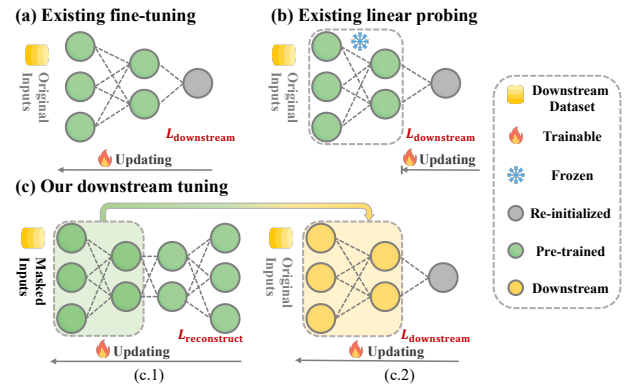 (a) Existing fine-tuning
Original
Inputs
L_downstream
Updating
(b) Existing linear probing
Original
Inputs
L_downstream
Updating
(c) Our downstream tuning
Masked
Inputs
L_reconstruct
Updating
(c.1)
Original
Inputs
L_downstream
Updating
(c.2)
Downstream
Dataset
Trainable
Frozen
Re-initialized
Pre-trained
Downstream